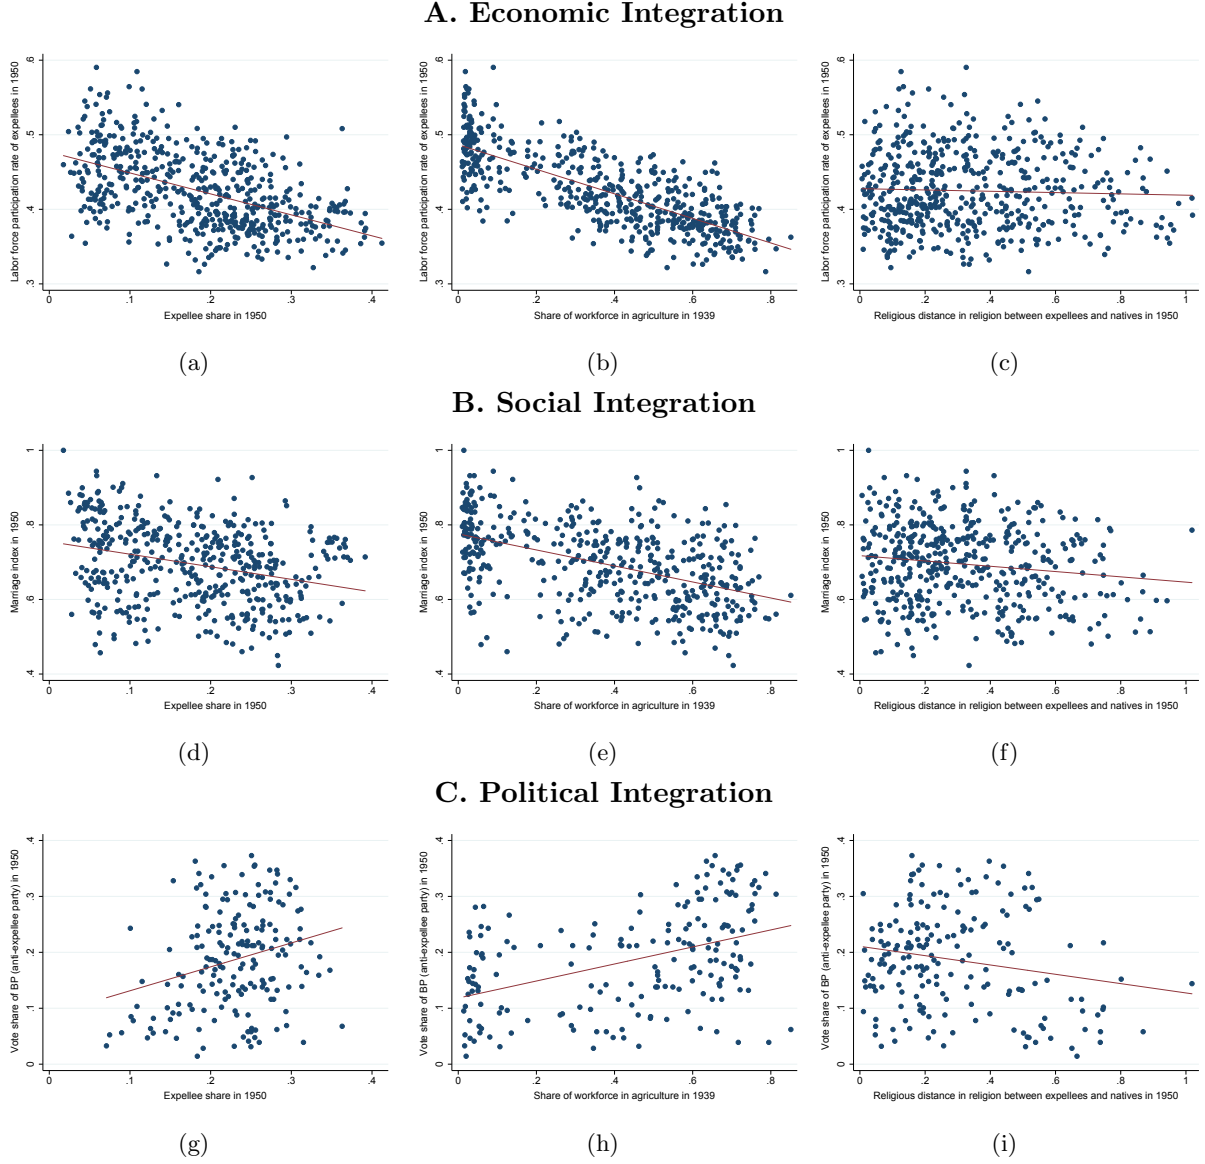 A. Economic Integration
Labor force participation rate of expellees in 1950
.6
.5
.4
.3
0 .1 .2 .3 .4
Expellee share in 1950
Labor force participation rate of expellees in 1950
.6
.5
.4
.3
0 .2 .4 .6 .8
Share of workforce in agriculture in 1939
Labor force participation rate of expellees in 1950
.6
.5
.4
.3
0 .2 .4 .6 .8 1
Religious distance in religion between expellees and natives in 1950
(a) (b) (c)
B. Social Integration
Marriage index in 1950
1
.8
.6
.4
0 .1 .2 .3 .4
Expellee share in 1950
Marriage index in 1950
1
.8
.6
.4
0 .2 .4 .6 .8
Share of workforce in agriculture in 1939
Marriage index in 1950
1
.8
.6
.4
0 .2 .4 .6 .8 1
Religious distance in religion between expellees and natives in 1950
(d) (e) (f)
C. Political Integration
Vote share of BP (anti-expellee party) in 1950
.4
.3
.2
.1
0
0 .1 .2 .3 .4
Expellee share in 1950
Vote share of BP (anti-expellee party) in 1950
.4
.3
.2
.1
0
0 .2 .4 .6 .8
Share of workforce in agriculture in 1939
Vote share of BP (anti-expellee party) in 1950
.4
.3
.2
.1
0
0 .2 .4 .6 .8 1
Religious distance in religion between expellees and natives in 1950
(g) (h) (i)